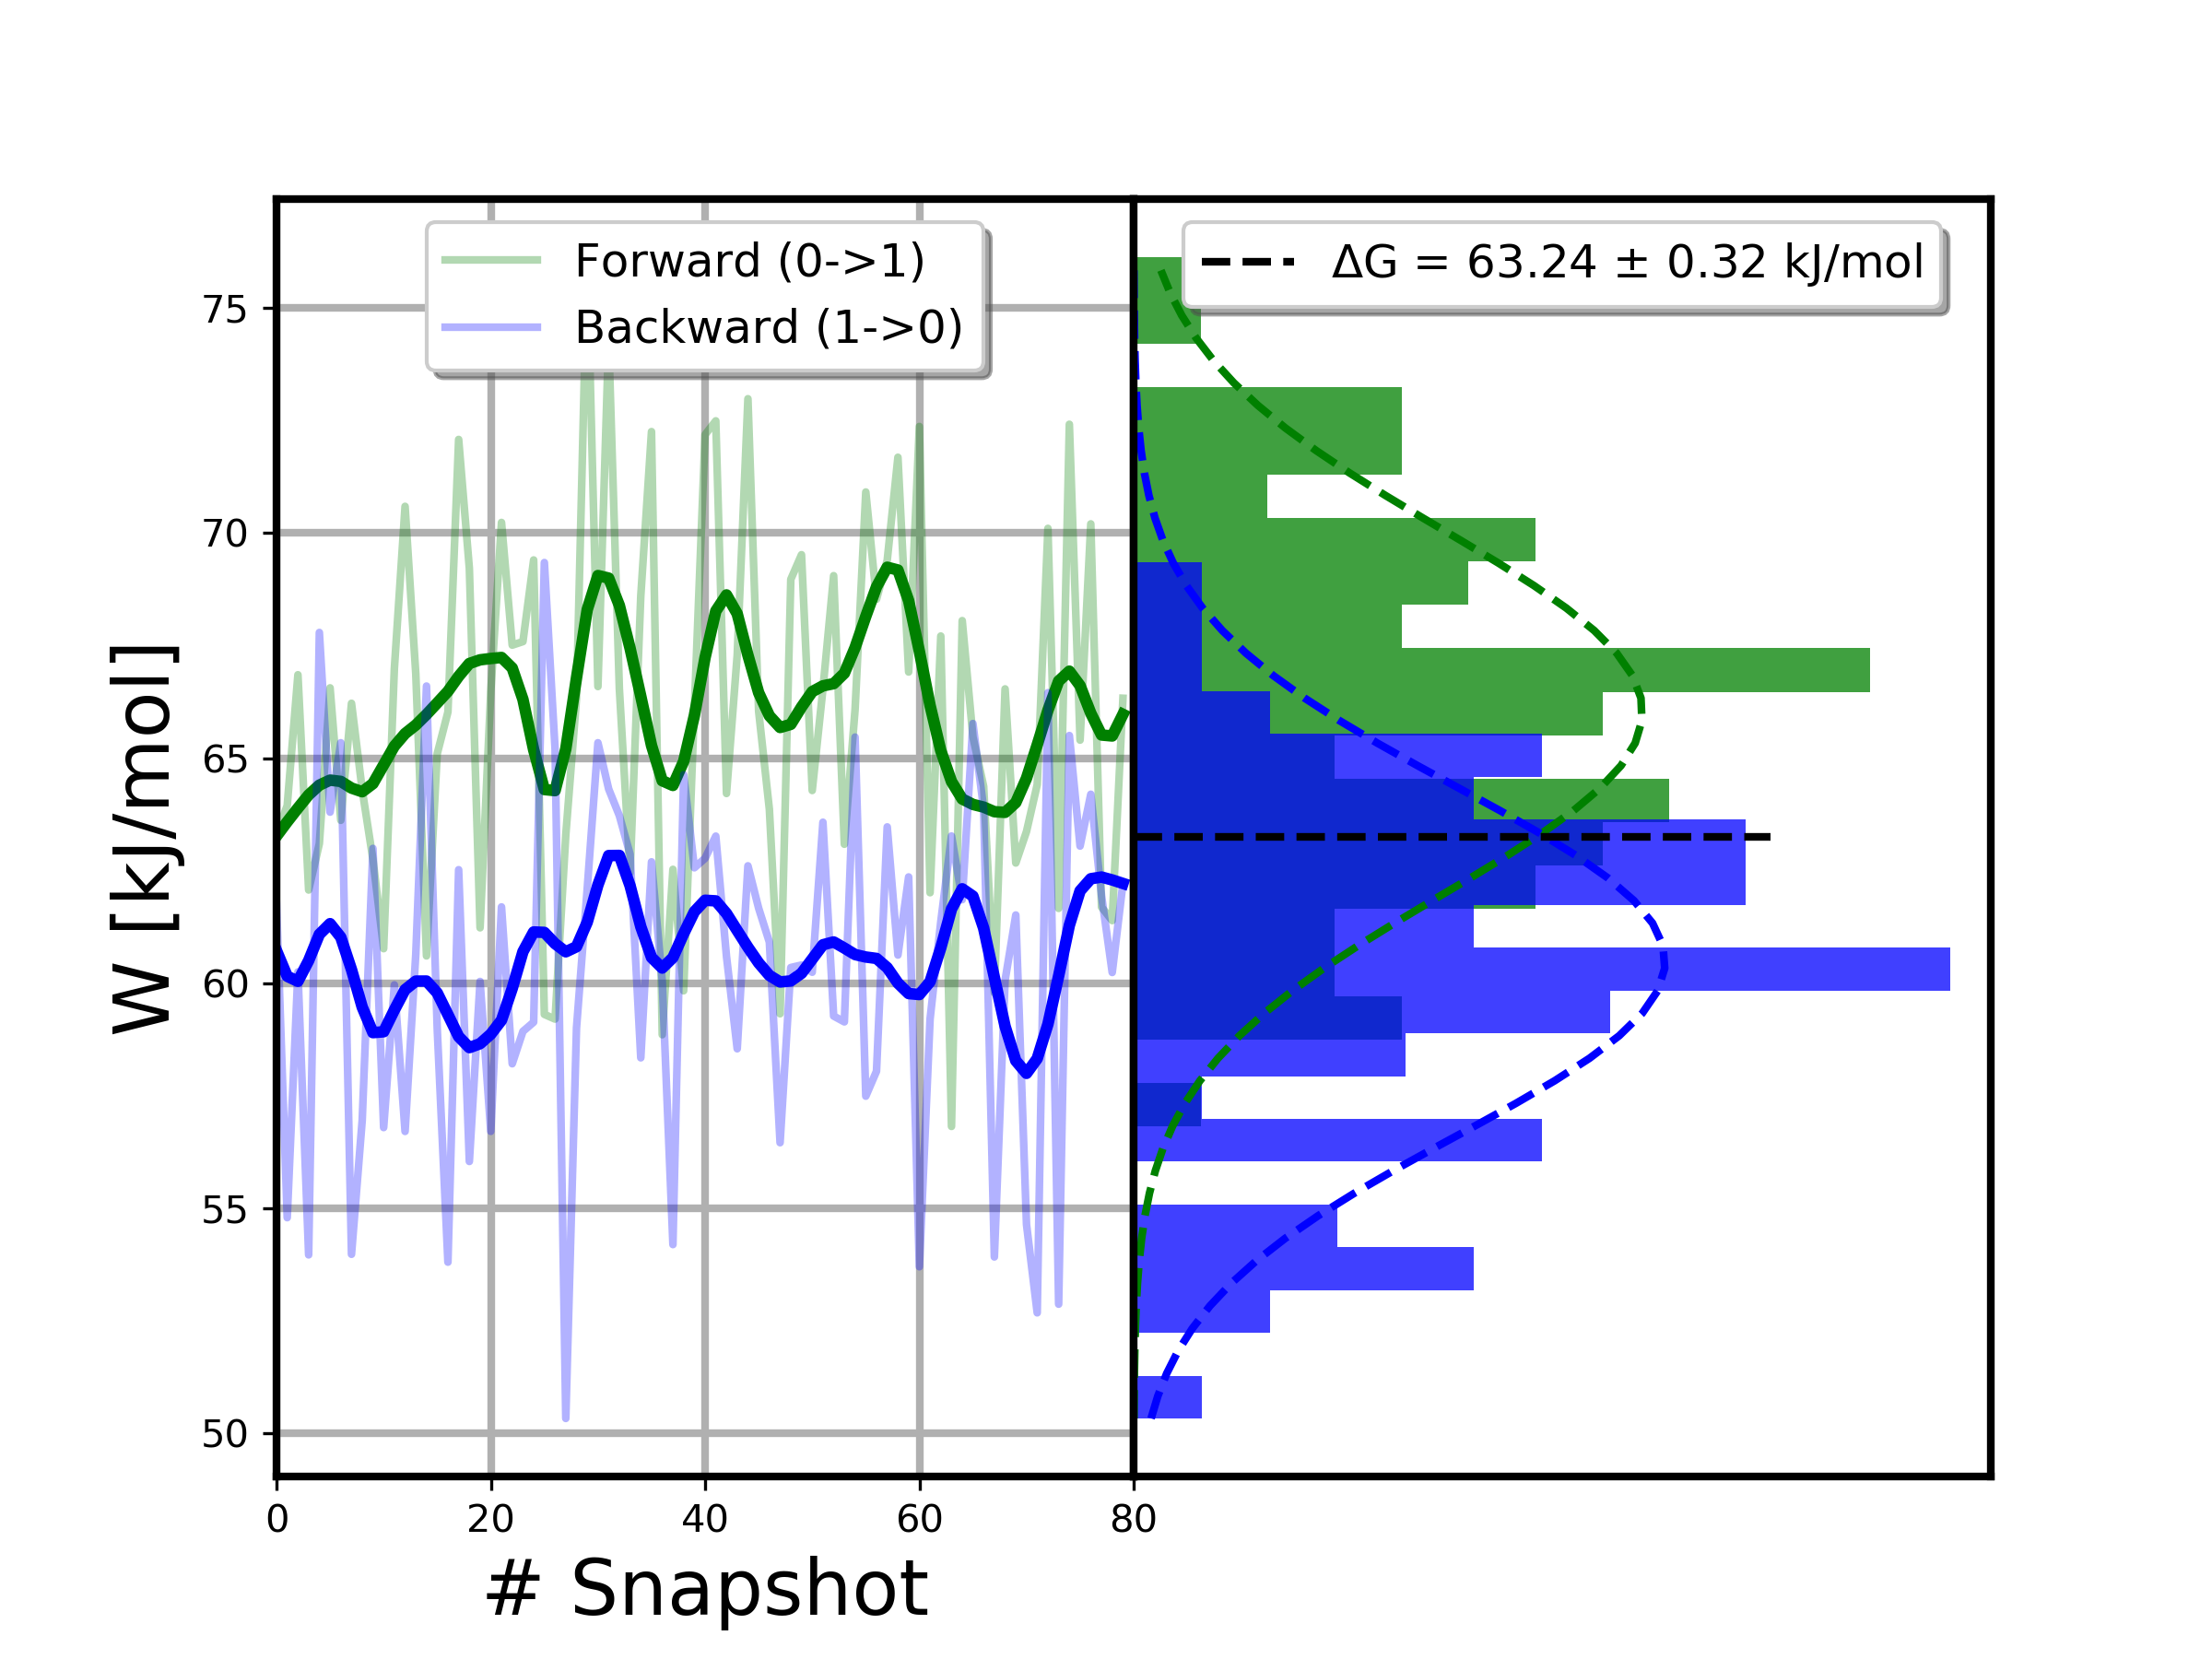 Forward (0->1)
Backward (1->0)
ΔG = 63.24 ± 0.32 kJ/mol
75
70
65
60
55
50
W [kJ/mol]
0 20 40 60 80
# Snapshot